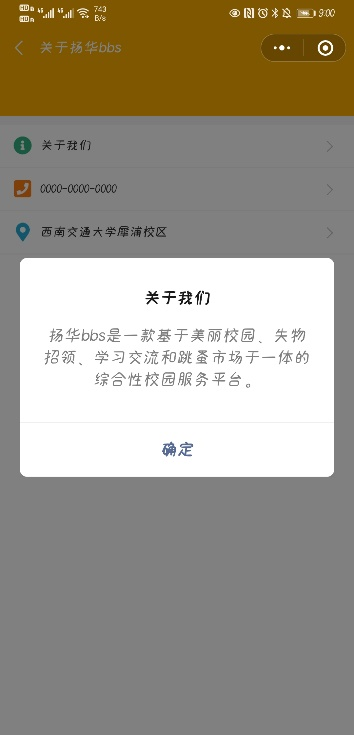 743
B/s
9:00
关于扬华bbs
关于我们
0000-0000-0000
西南交通大学犀浦校区
关于我们
扬华bbs是一款基于美丽校园、失物
招领、学习交流和跳蚤市场于一体的
综合性校园服务平台。
确定